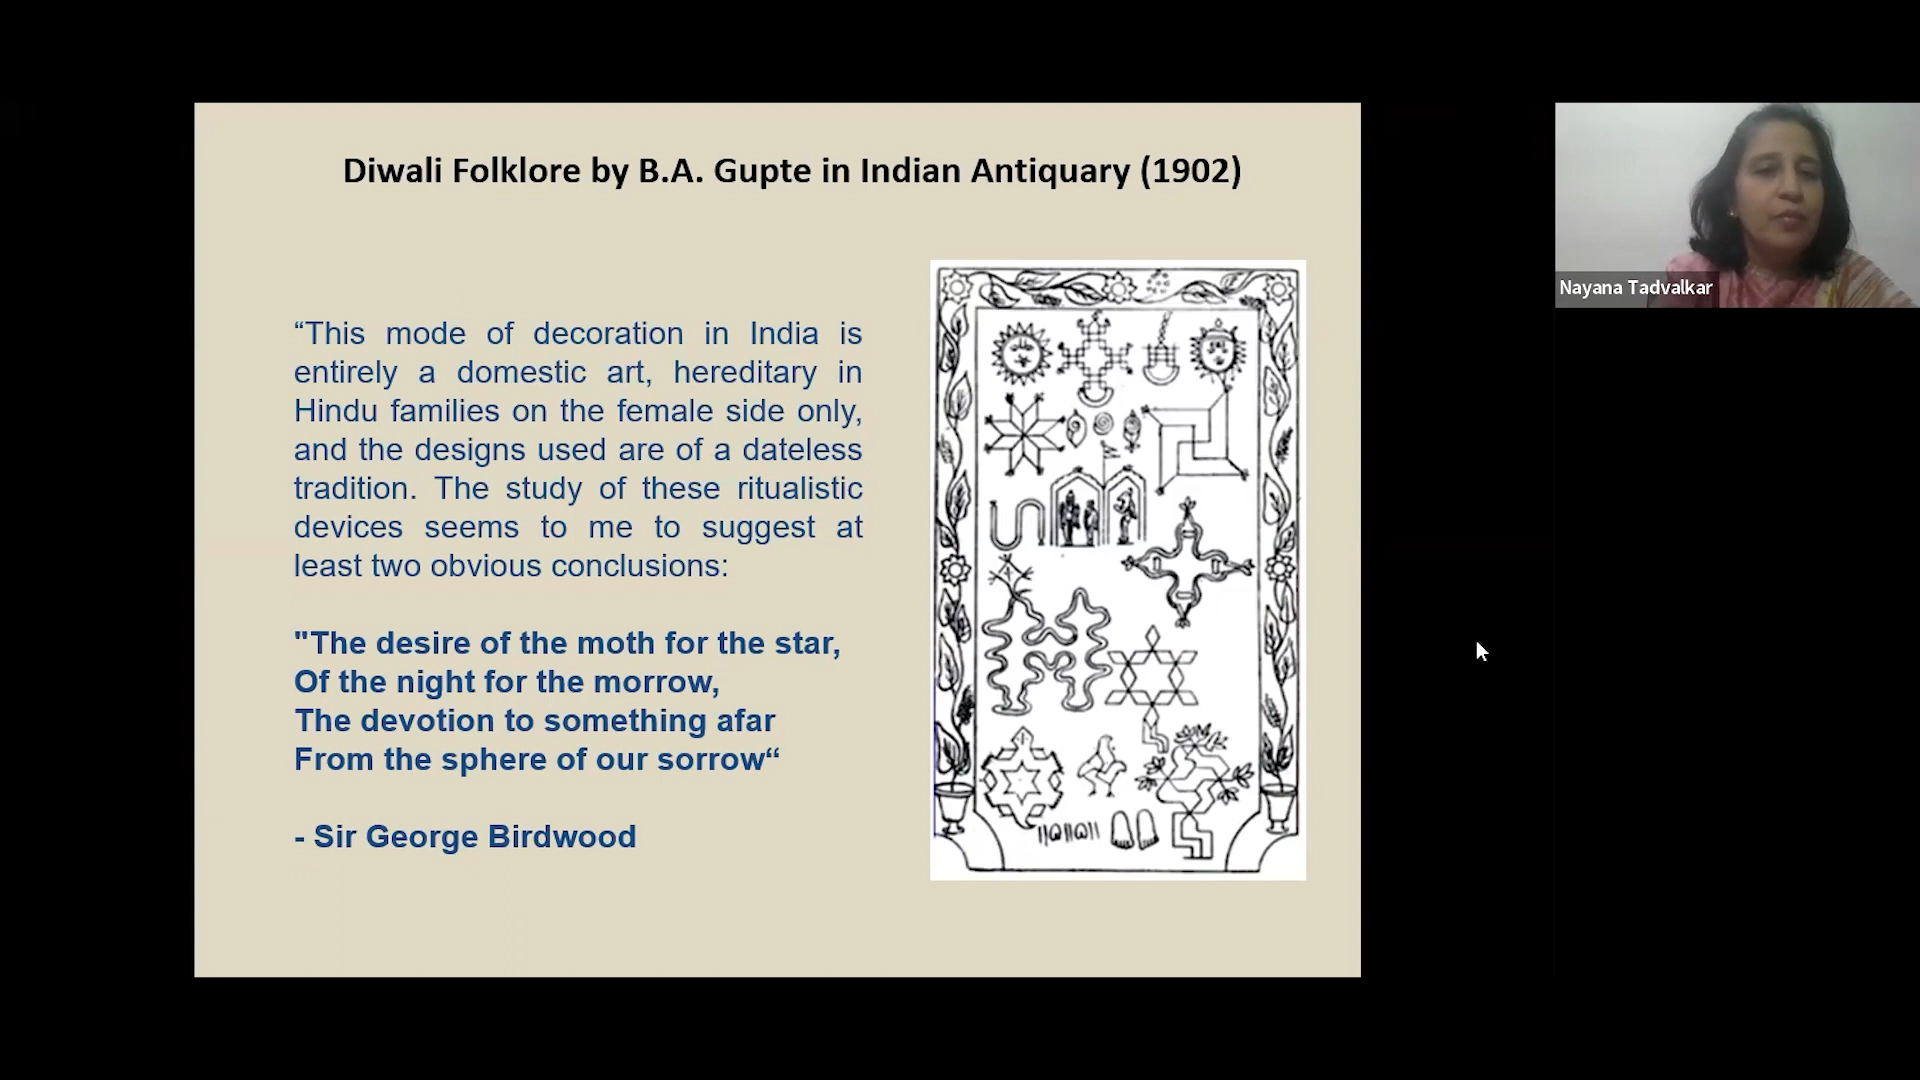 Diwali Folklore by B.A. Gupte in Indian Antiquary (1902)
“This mode of decoration in India is
entirely a domestic art, hereditary in
Hindu families on the female side only,
and the designs used are of a dateless
tradition. The study of these ritualistic
devices seems to me to suggest at
least two obvious conclusions:
"The desire of the moth for the star,
Of the night for the morrow,
The devotion to something afar
From the sphere of our sorrow“
- Sir George Birdwood
Nayana Tadvalkar